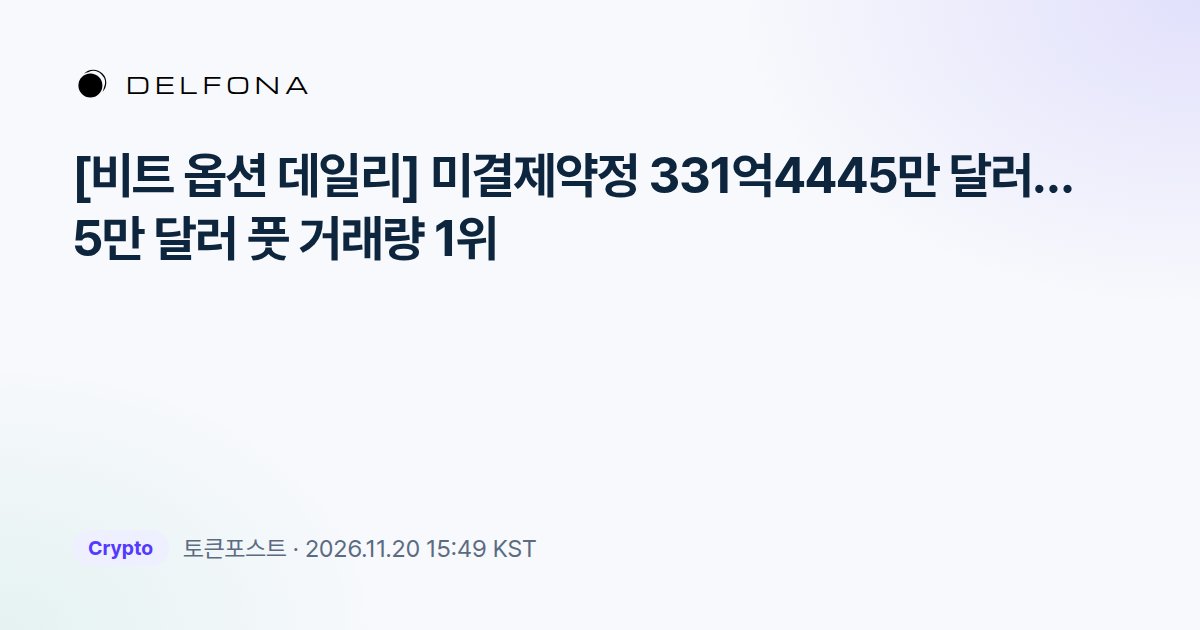 DELFONA
[비트 옵션 데일리] 미결제약정 331억4445만 달러...
5만 달러 풋 거래량 1위
Crypto 토큰포스트 · 2026.11.20 15:49 KST